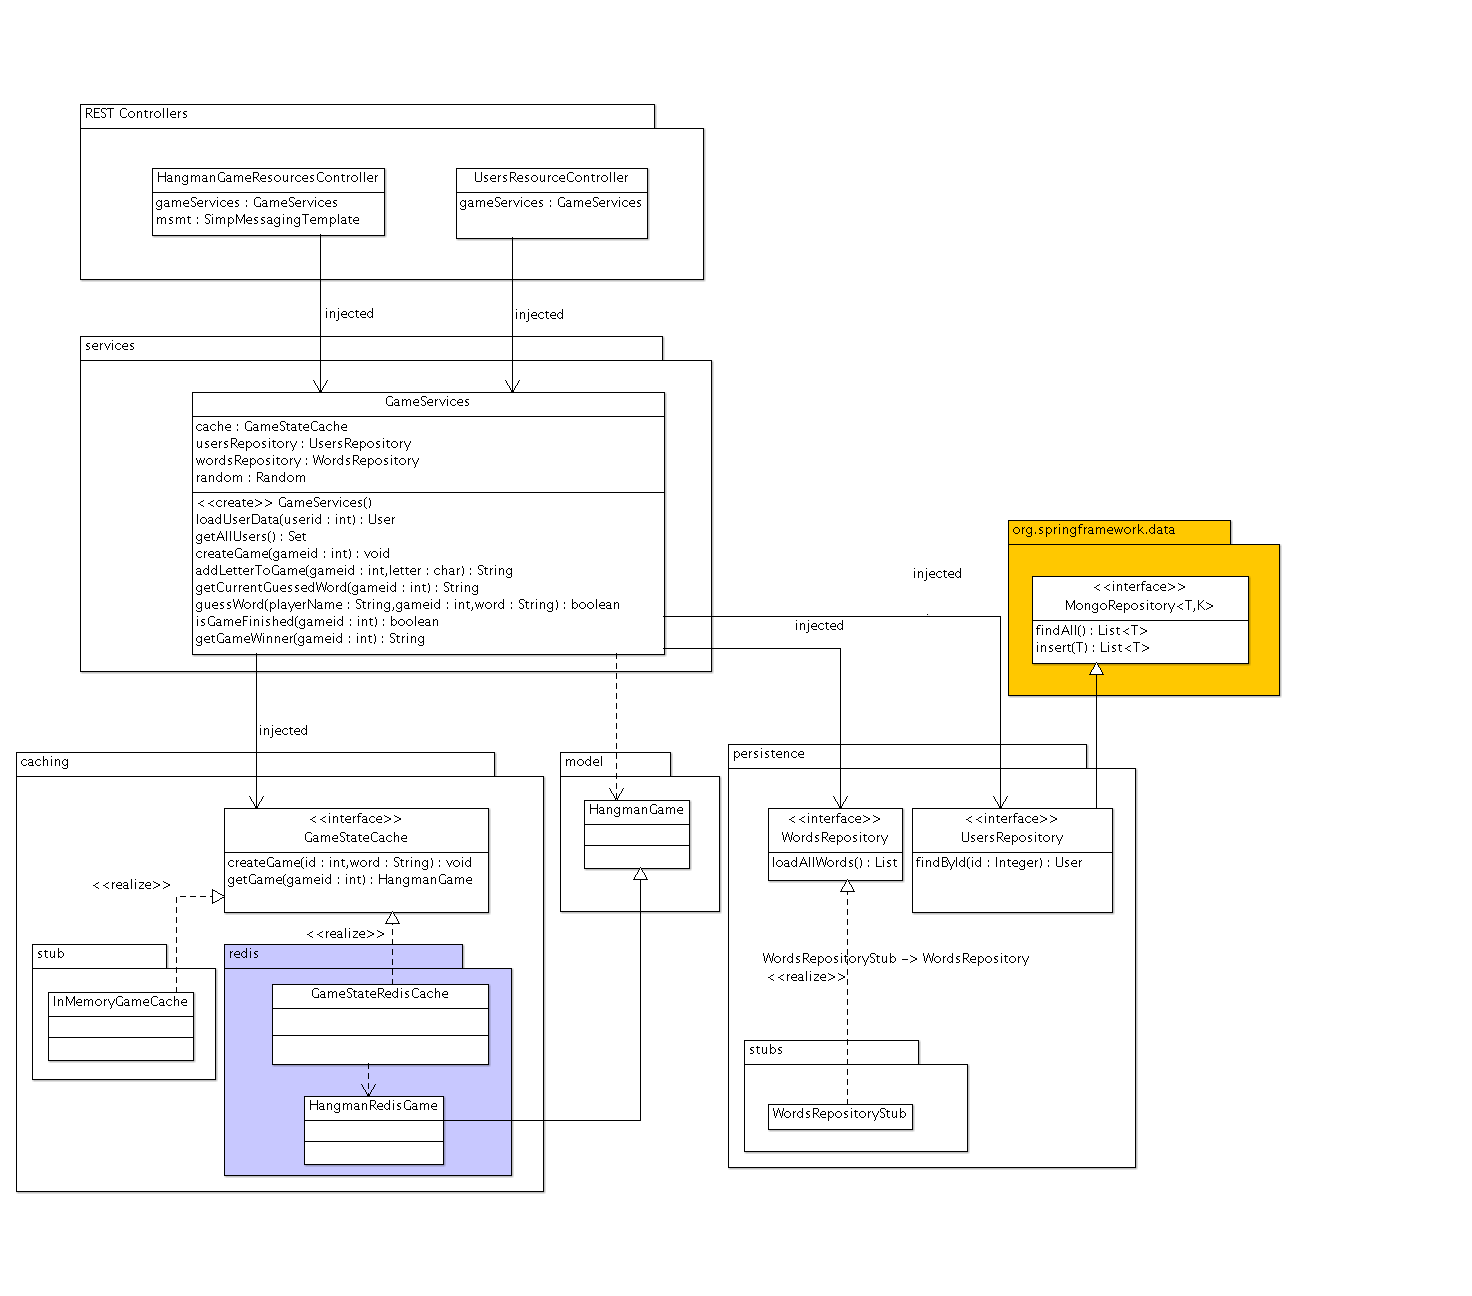 REST Controllers
HangmanGameResourcesController
gameServices : GameServices
msmt : SimpMessagingTemplate
UsersResourceController
gameServices : GameServices
injected
injected
services
GameServices
cache : GameStateCache
usersRepository : UsersRepository
wordsRepository : WordsRepository
random : Random
<<create>> GameServices()
loadUserData(userid : int) : User
getAllUsers() : Set
createGame(gameid : int) : void
addLetterToGame(gameid : int,letter : char) : String
getCurrentGuessedWord(gameid : int) : String
guessWord(playerName : String,gameid : int,word : String) : boolean
isGameFinished(gameid : int) : boolean
getGameWinner(gameid : int) : String
org.springframework.data
<<interface>>
MongoRepository<T,K>
findAll() : List<T>
insert(T) : List<T>
injected
injected
injected
caching
<<interface>>
GameStateCache
createGame(id : int,word : String) : void
getGame(gameid : int) : HangmanGame
<<realize>>
<<realize>>
stub
InMemoryGameCache
redis
GameStateRedisCache
HangmanRedisGame
model
HangmanGame
persistence
<<interface>>
WordsRepository
loadAllWords() : List
<<interface>>
UsersRepository
findById(id : Integer) : User
WordsRepositoryStub -> WordsRepository
<<realize>>
stubs
WordsRepositoryStub